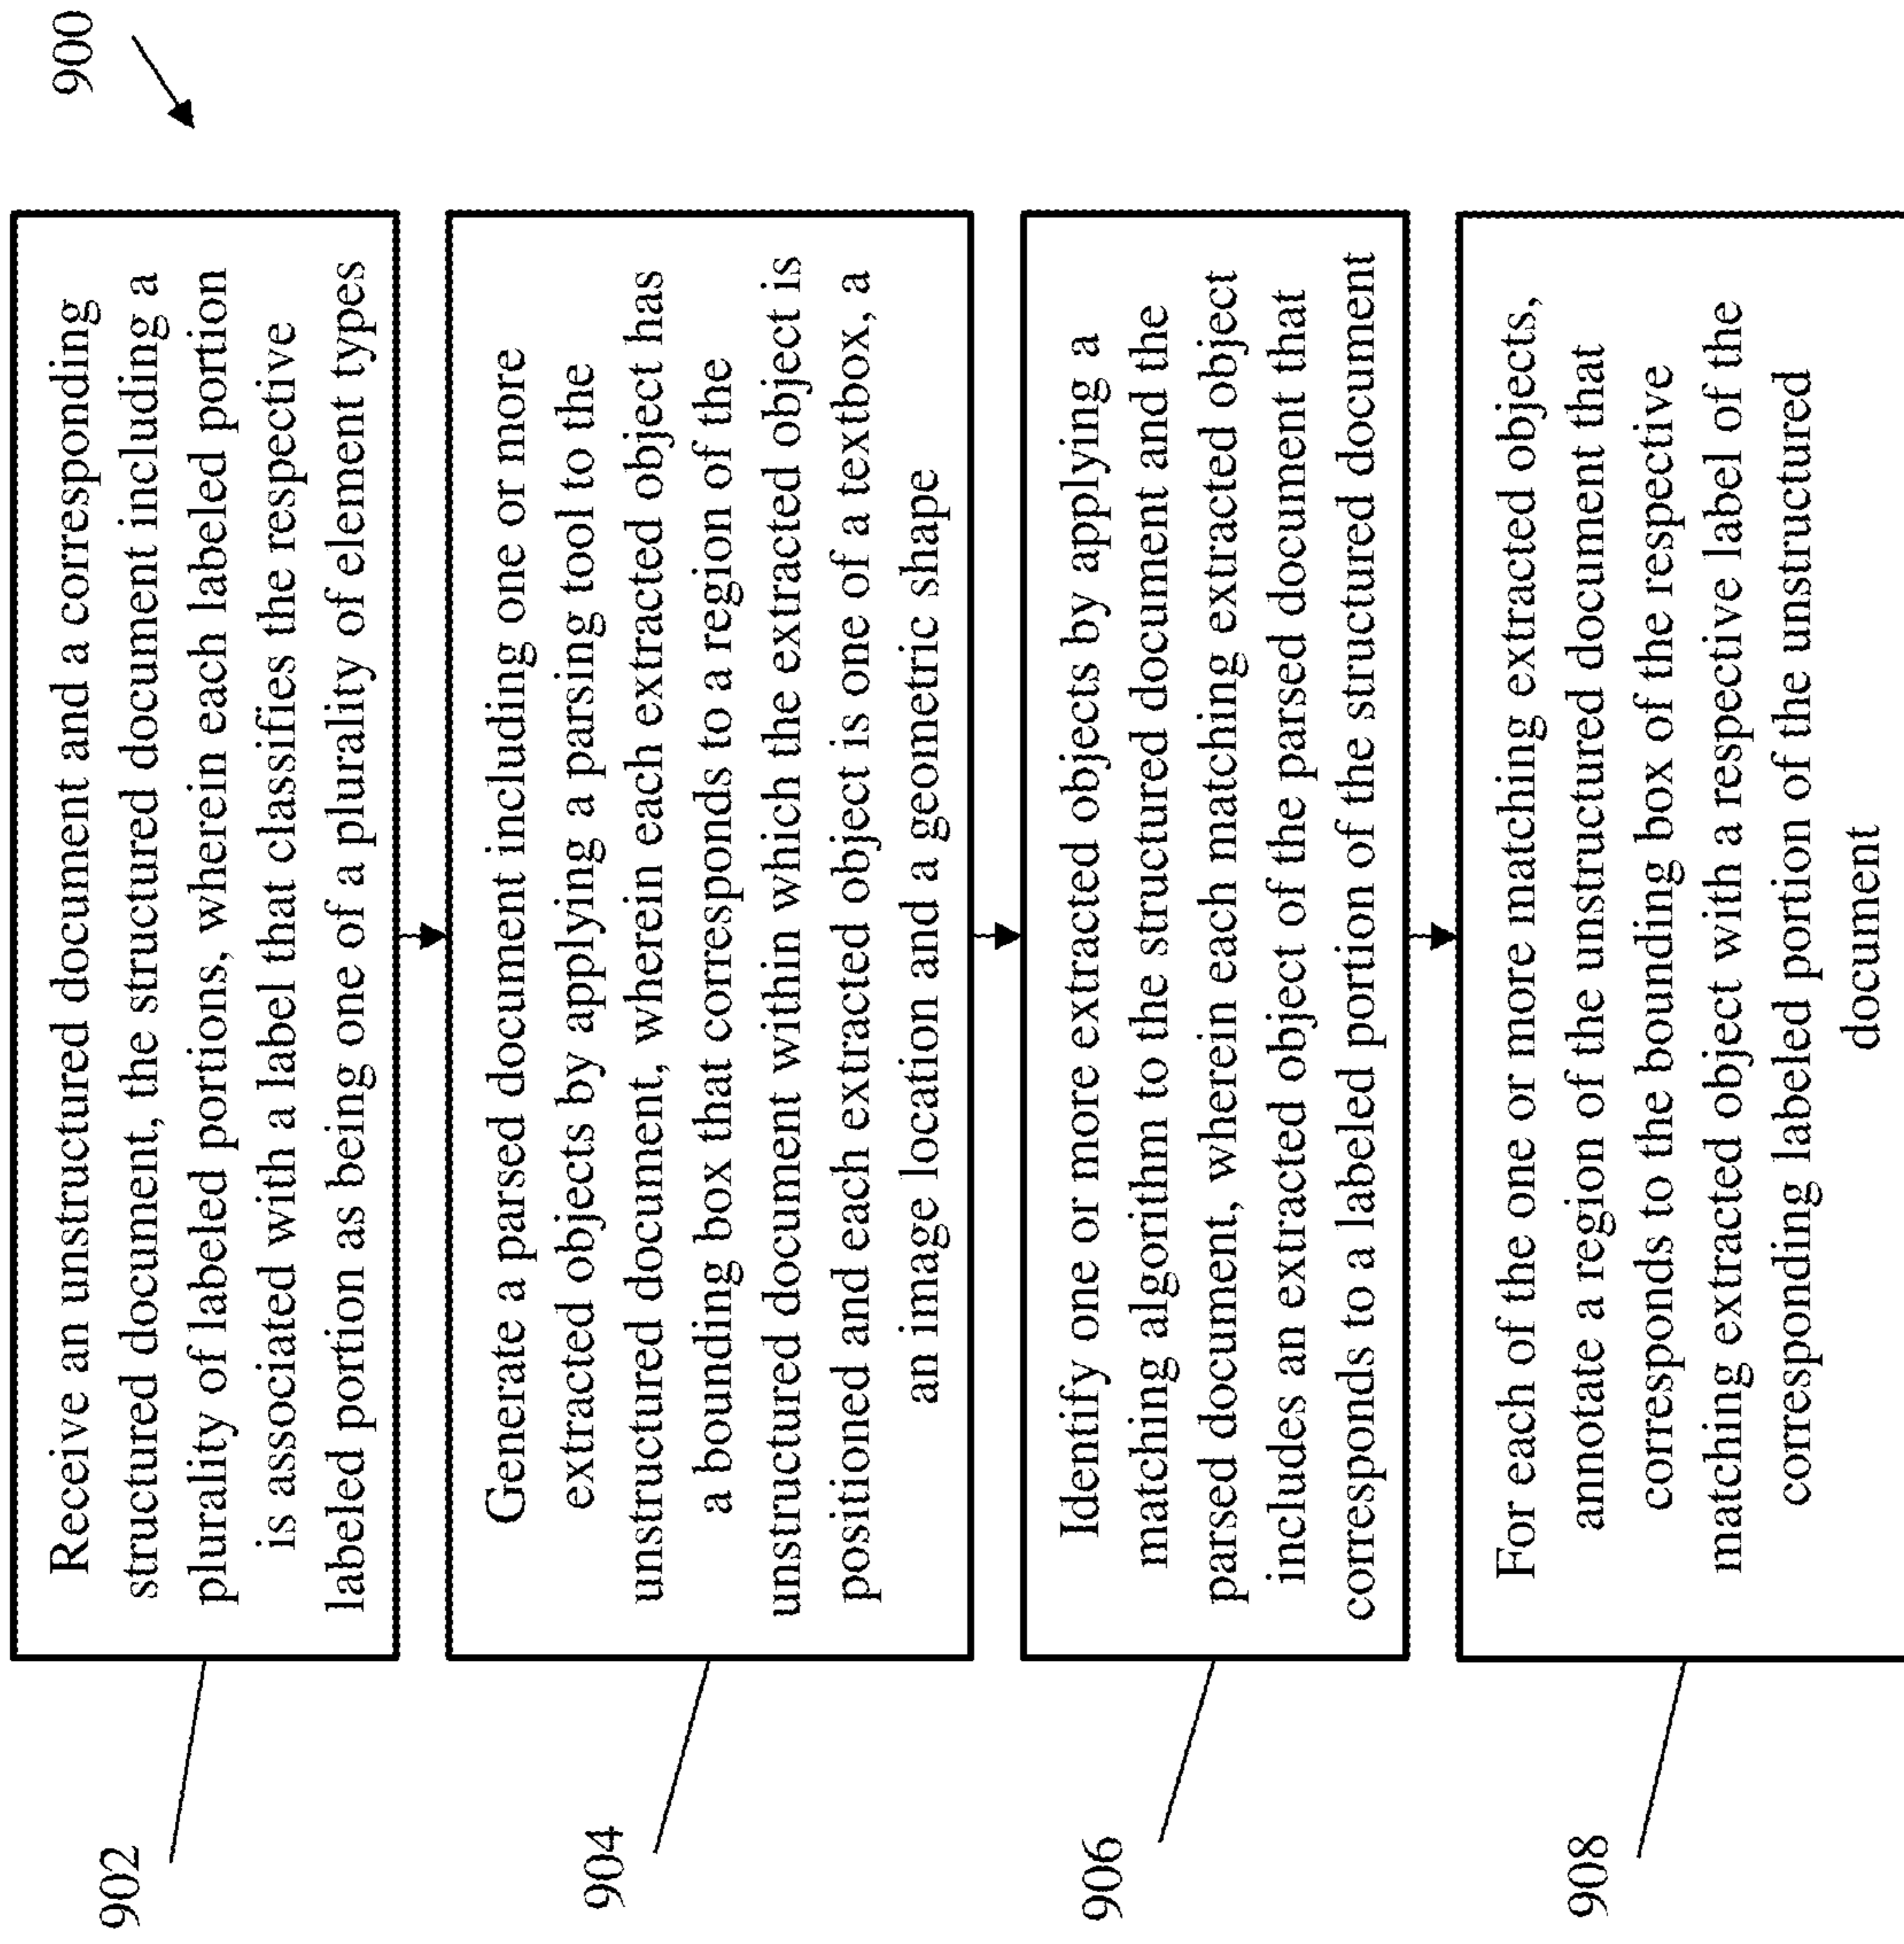 900
902
Receive an unstructured document and a corresponding
structured document, the structured document including a
plurality of labeled portions, wherein each labeled portion
is associated with a label that classifies the respective
labeled portion as being one of a plurality of element types
904
Generate a parsed document including one or more
extracted objects by applying a parsing tool to the
unstructured document, wherein each extracted object has
a bounding box that corresponds to a region of the
unstructured document within which the extracted object is
positioned and each extracted object is one of a textbox, a
an image location and a geometric shape
906
Identify one or more extracted objects by applying a
matching algorithm to the structured document and the
parsed document, wherein each matching extracted object
includes an extracted object of the parsed document that
corresponds to a labeled portion of the structured document
908
For each of the one or more matching extracted objects,
annotate a region of the unstructured document that
corresponds to the bounding box of the respective
matching extracted object with a respective label of the
corresponding labeled portion of the unstructured
document